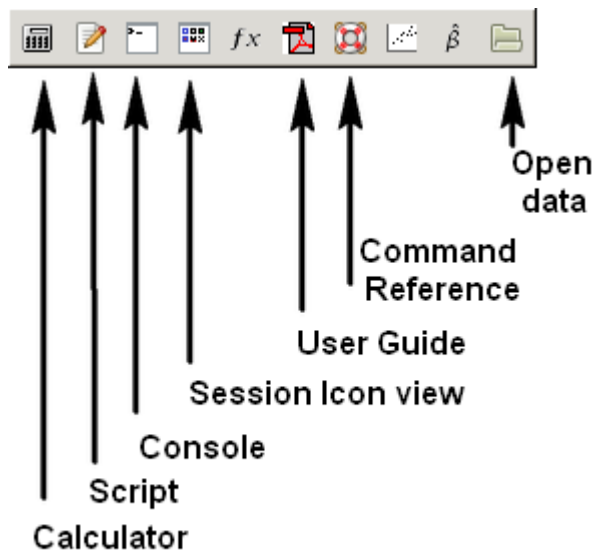 fx
β̂
Open
data
Command
Reference
User Guide
Session Icon view
Console
Script
Calculator